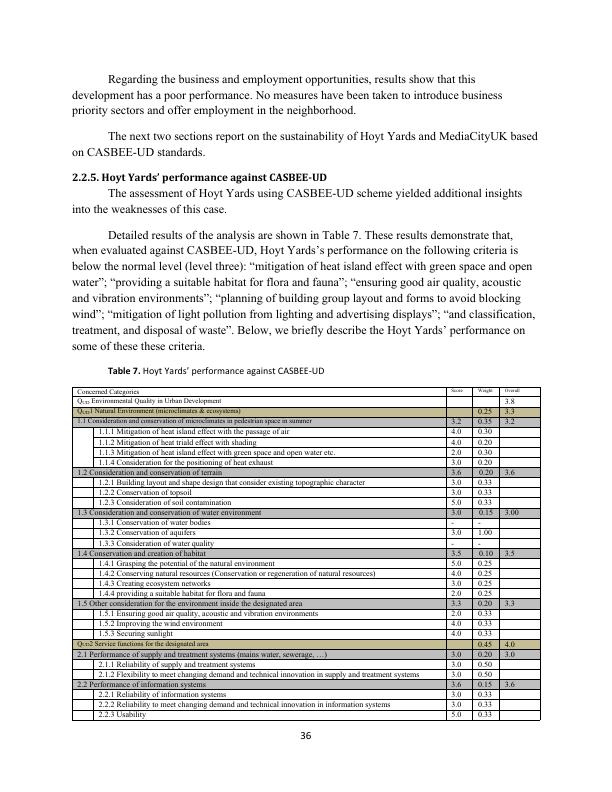 Regarding the business and employment opportunities, results show that this
development has a poor performance. No measures have been taken to introduce business
priority sectors and offer employment in the neighborhood.
The next two sections report on the sustainability of Hoyt Yards and MediaCityUK based
on CASBEE-UD standards.
2.2.5. Hoyt Yards' performance against CASBEE-UD
The assessment of Hoyt Yards using CASBEE-UD scheme yielded additional insights
into the weaknesses of this case.
Detailed results of the analysis are shown in Table 7. These results demonstrate that,
when evaluated against CASBEE-UD, Hoyt Yards's performance on the following criteria is
below the normal level (level three): “mitigation of heat island effect with green space and open
water”; “providing a suitable habitat for flora and fauna”; “ensuring good air quality, acoustic
and vibration environments”; “planning of building group layout and forms to avoid blocking
wind”; “mitigation of light pollution from lighting and advertising displays”; “and classification,
treatment, and disposal of waste”. Below, we briefly describe the Hoyt Yards' performance on
some of these these criteria.
Table 7. Hoyt Yards' performance against CASBEE-UD
Concerned Categories Score Weight Overall
QUD Environmental Quality in Urban Development 3.8
QUD1 Natural Environment (microclimates & ecosystems) 0.25 3.3
1.1 Consideration and conservation of microclimates in pedestrian space in summer 3.2 0.35 3.2
1.1.1 Mitigation of heat island effect with the passage of air 4.0 0.30
1.1.2 Mitigation of heat triald effect with shading 4.0 0.20
1.1.3 Mitigation of heat island effect with green space and open water etc. 2.0 0.30
1.1.4 Consideration for the positioning of heat exhaust 3.0 0.20
1.2 Consideration and conservation of terrain 3.6 0.20 3.6
1.2.1 Building layout and shape design that consider existing topographic character 3.0 0.33
1.2.2 Conservation of topsoil 3.0 0.33
1.2.3 Consideration of soil contamination 5.0 0.33
1.3 Consideration and conservation of water environment 3.0 0.15 3.00
1.3.1 Conservation of water bodies - -
1.3.2 Conservation of aquifers 3.0 1.00
1.3.3 Consideration of water quality - -
1.4 Conservation and creation of habitat 3.5 0.10 3.5
1.4.1 Grasping the potential of the natural environment 5.0 0.25
1.4.2 Conserving natural resources (Conservation or regeneration of natural resources) 4.0 0.25
1.4.3 Creating ecosystem networks 3.0 0.25
1.4.4 providing a suitable habitat for flora and fauna 2.0 0.25
1.5 Other consideration for the environment inside the designated area 3.3 0.20 3.3
1.5.1 Ensuring good air quality, acoustic and vibration environments 2.0 0.33
1.5.2 Improving the wind environment 4.0 0.33
1.5.3 Securing sunlight 4.0 0.33
QUD2 Service functions for the designated area 0.45 4.0
2.1 Performance of supply and treatment systems (mains water, sewerage, …) 3.0 0.20 3.0
2.1.1 Reliability of supply and treatment systems 3.0 0.50
2.1.2 Flexibility to meet changing demand and technical innovation in supply and treatment systems 3.0 0.50
2.2 Performance of information systems 3.6 0.15 3.6
2.2.1 Reliability of information systems 3.0 0.33
2.2.2 Reliability to meet changing demand and technical innovation in information systems 3.0 0.33
2.2.3 Usability 5.0 0.33
36